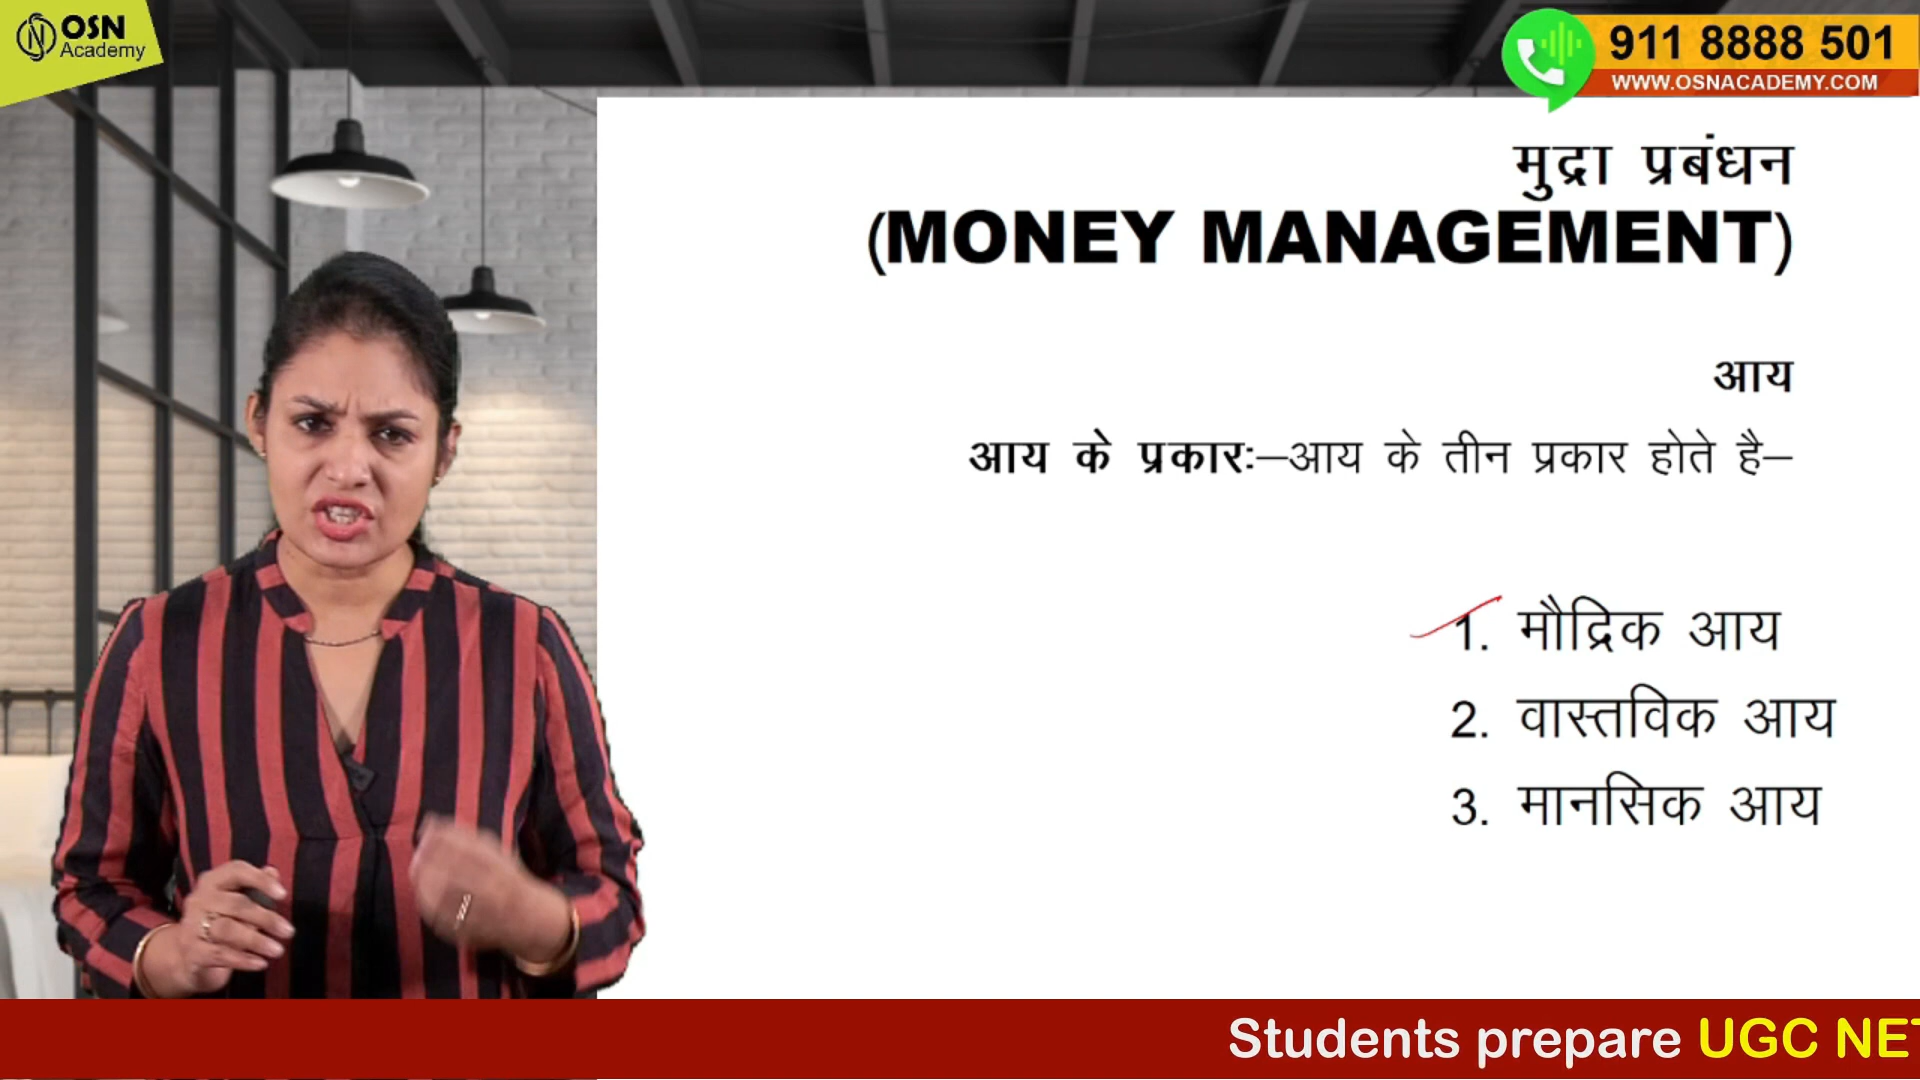 OSN
Academy
911 8888 501
WWW.OSNACADEMY.COM
मुद्रा प्रबंधन
(MONEY MANAGEMENT)
आय
आय के प्रकारः–आय के तीन प्रकार होते है–
1. मौद्रिक आय
2. वास्तविक आय
3. मानसिक आय
Students prepare UGC NET